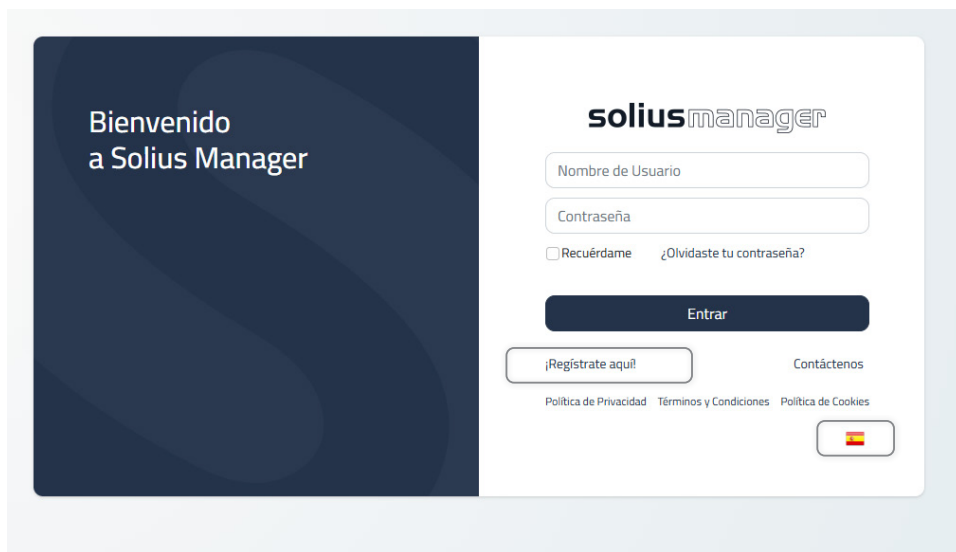 Bienvenido
a Solius Manager
soliusmanager
Nombre de Usuario
Contraseña
Recuérdame ¿Olvidaste tu contraseña?
Entrar
¡Regístrate aquí! Contáctenos
Política de Privacidad Términos y Condiciones Política de Cookies